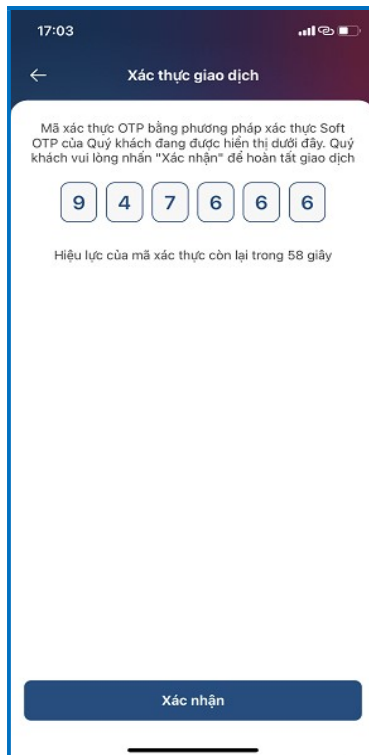 17:03
Xác thực giao dịch
Mã xác thực OTP bằng phương pháp xác thực Soft
OTP của Quý khách đang được hiển thị dưới đây. Quý
khách vui lòng nhấn "Xác nhận" để hoàn tất giao dịch
9 4 7 6 6 6
Hiệu lực của mã xác thực còn lại trong 58 giây
Xác nhận